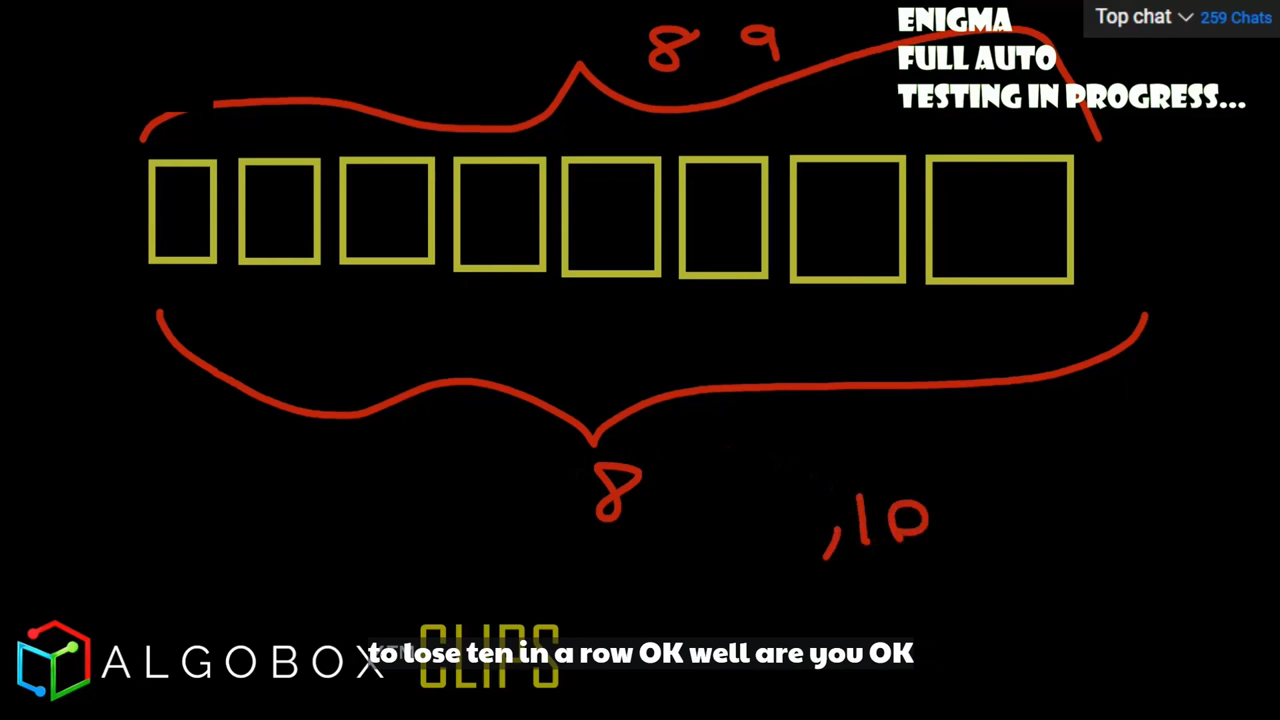 ENIGMA
FULL AUTO
TESTING IN PROGRESS...
Top chat 259 Chats
8 9
8
,10
ALGOBOX CLIPS
to lose ten in a row OK well are you OK